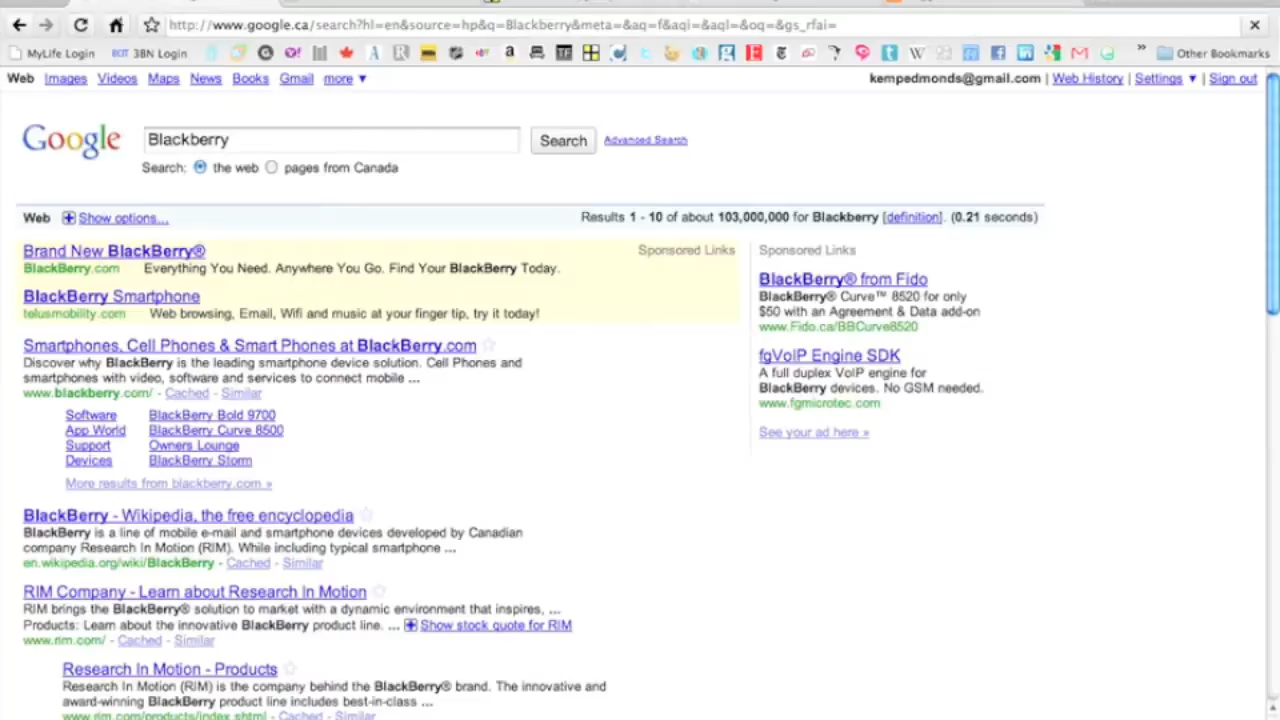 http://www.google.ca/search?hl=en&source=hp&q=Blackberry&meta=&aq=f&aqi=&aql=&oq=&gs_rfai=
MyLife Login 3BN Login Other Bookmarks
Web Images Videos Maps News Books Gmail more ▼ kempedmonds@gmail.com | Web History | Settings ▼ | Sign out
Google Blackberry Search Advanced Search
Search: the web pages from Canada
Web Show options... Results 1 - 10 of about 103,000,000 for Blackberry [definition]. (0.21 seconds)
Brand New BlackBerry® Sponsored Links
BlackBerry.com Everything You Need. Anywhere You Go. Find Your BlackBerry Today.
BlackBerry Smartphone
telusmobility.com Web browsing, Email, Wifi and music at your finger tip, try it today!
Smartphones, Cell Phones & Smart Phones at BlackBerry.com
Discover why BlackBerry is the leading smartphone device solution. Cell Phones and
smartphones with video, software and services to connect mobile ...
www.blackberry.com/ - Cached - Similar
Software BlackBerry Bold 9700
App World BlackBerry Curve 8500
Support Owners Lounge
Devices BlackBerry Storm
More results from blackberry.com »
BlackBerry - Wikipedia, the free encyclopedia
BlackBerry is a line of mobile e-mail and smartphone devices developed by Canadian
company Research In Motion (RIM). While including typical smartphone ...
en.wikipedia.org/wiki/BlackBerry - Cached - Similar
RIM Company - Learn about Research In Motion
RIM brings the BlackBerry® solution to market with a dynamic environment that inspires, ...
Products: Learn about the innovative BlackBerry product line. ... Show stock quote for RIM
www.rim.com/ - Cached - Similar
Research In Motion - Products
Research In Motion (RIM) is the company behind the BlackBerry® brand. The innovative and
award-winning BlackBerry product line includes best-in-class ...
www.rim.com/products/index.shtml - Cached - Similar
Sponsored Links
BlackBerry® from Fido
BlackBerry® Curve™ 8520 for only
$50 with an Agreement & Data add-on
www.Fido.ca/BBCurve8520
fgVoIP Engine SDK
A full duplex VoIP engine for
BlackBerry devices. No GSM needed.
www.fgmicrotec.com
See your ad here »